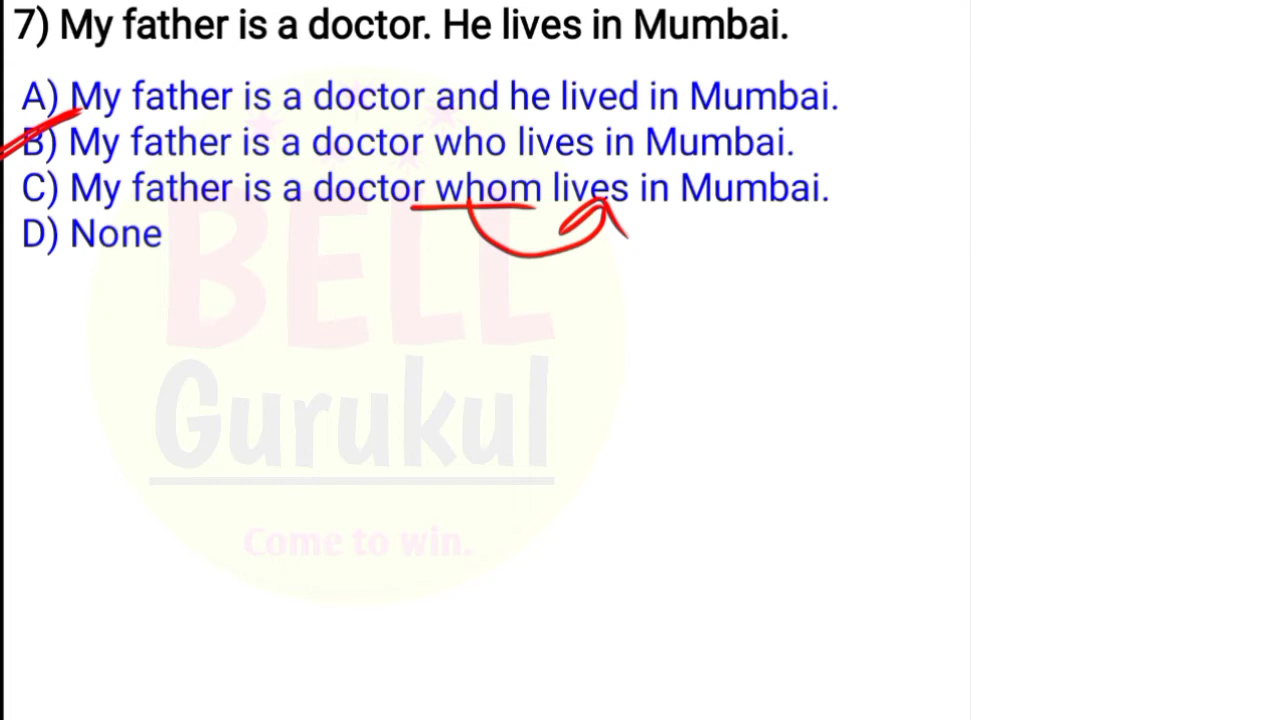 7) My father is a doctor. He lives in Mumbai.
A) My father is a doctor and he lived in Mumbai.
B) My father is a doctor who lives in Mumbai.
C) My father is a doctor whom lives in Mumbai.
D) None
BELL
Gurukul
Come to win.